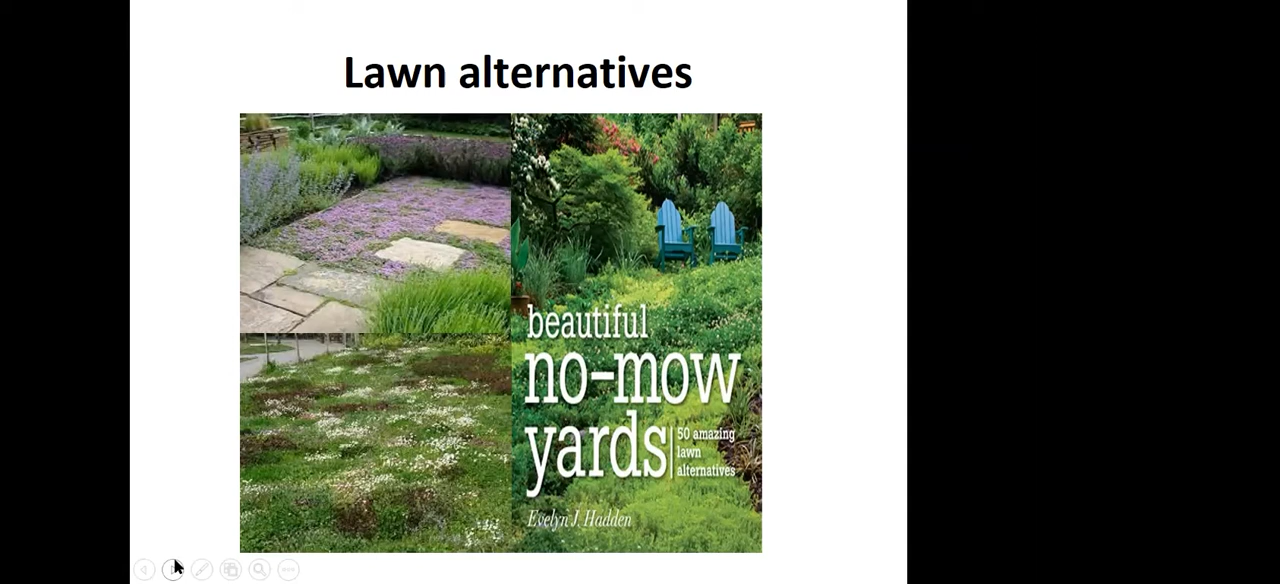 Lawn alternatives
beautiful
no-mow
yards
50 amazing
lawn
alternatives
Evelyn J. Hadden